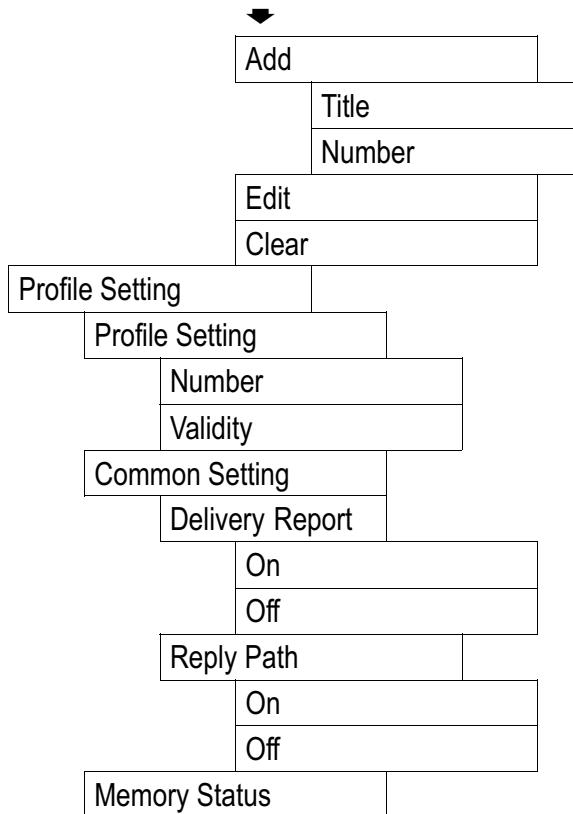 Add
Title
Number
Edit
Clear
Profile Setting
Profile Setting
Number
Validity
Common Setting
Delivery Report
On
Off
Reply Path
On
Off
Memory Status